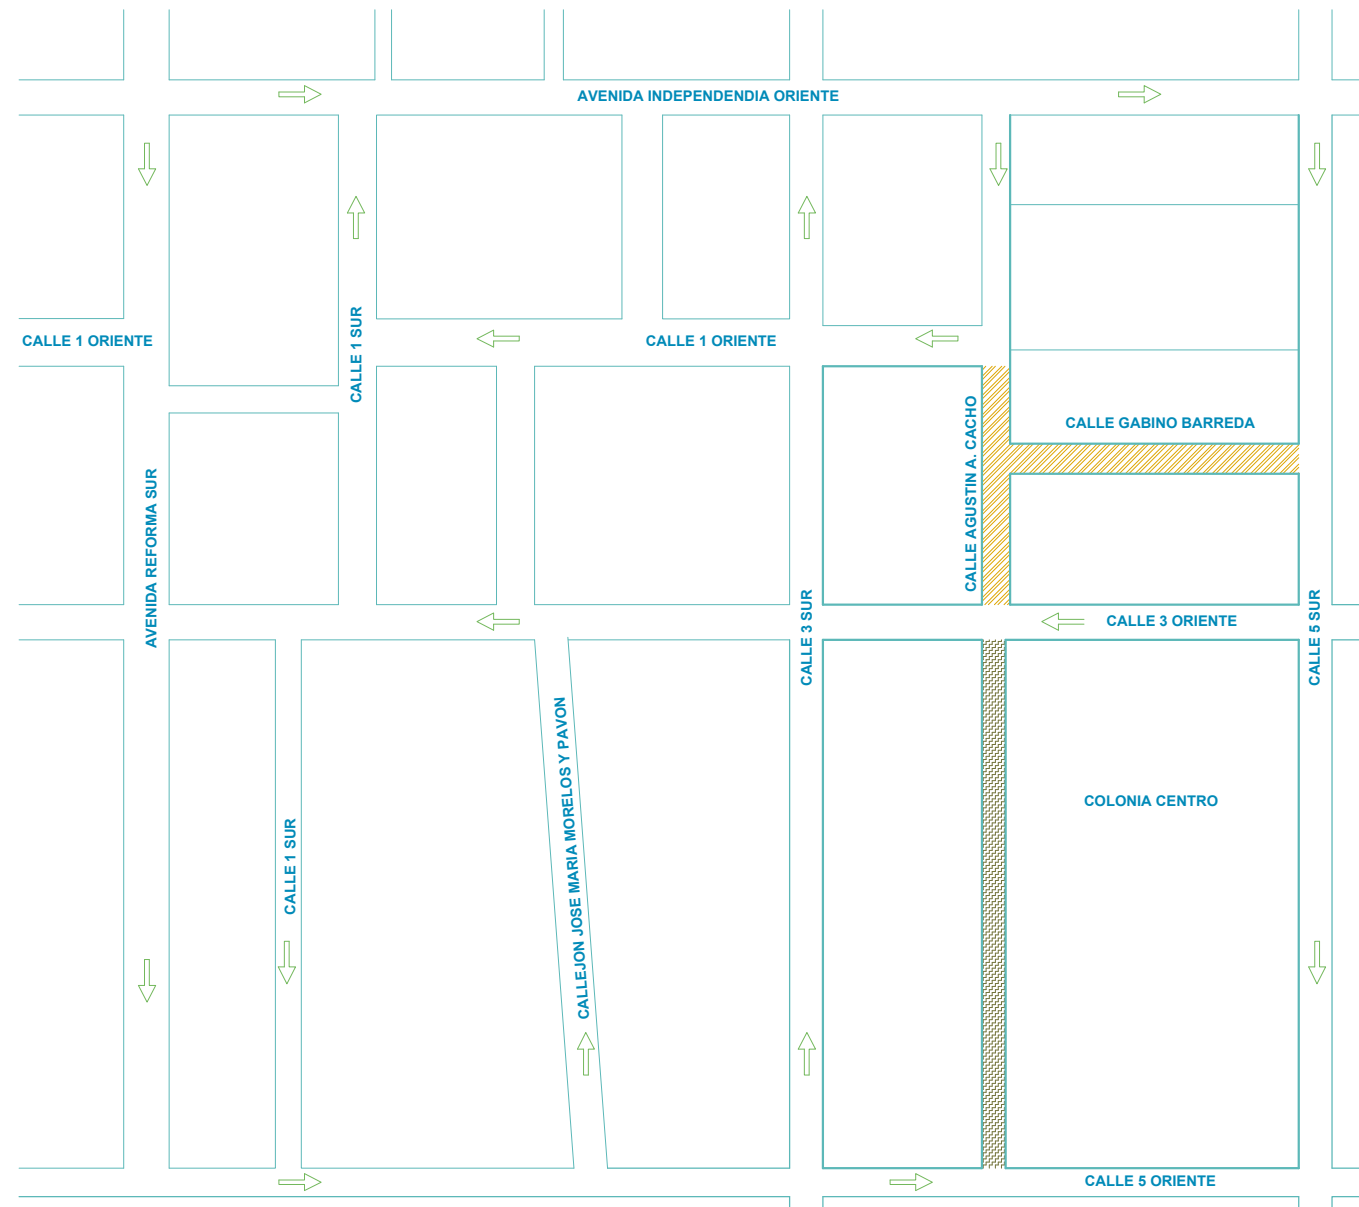 AVENIDA INDEPENDENDIA ORIENTE
CALLE 1 ORIENTE
CALLE 1 SUR
CALLE 1 ORIENTE
CALLE AGUSTIN A. CACHO
CALLE GABINO BARREDA
AVENIDA REFORMA SUR
CALLE 3 SUR
CALLE 3 ORIENTE
CALLE 5 SUR
CALLEJON JOSE MARIA MORELOS Y PAVON
COLONIA CENTRO
CALLE 1 SUR
CALLE 5 ORIENTE